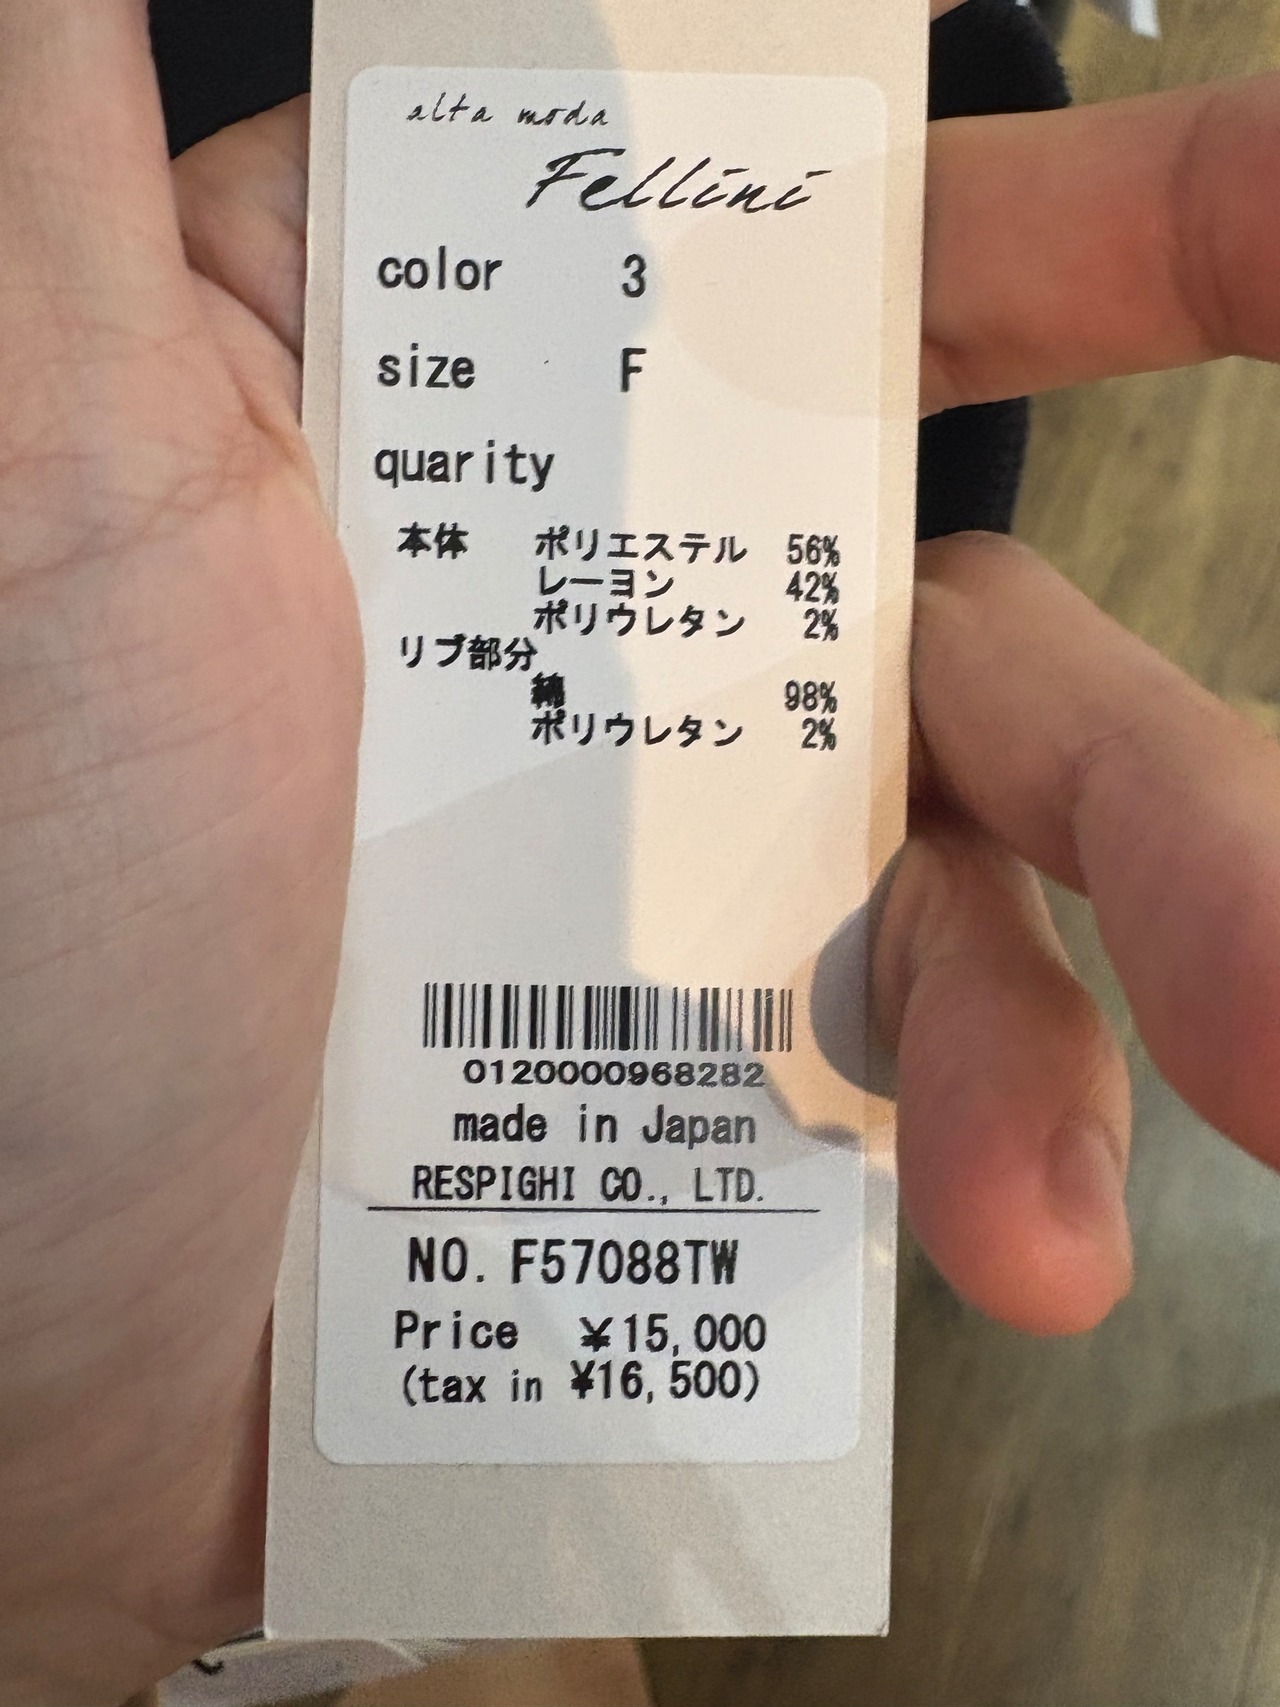 alta moda
Fellini
color 3
size F
quarity
本体 ポリエステル 56%
レーヨン 42%
ポリウレタン 2%
リブ部分
綿 98%
ポリウレタン 2%
0120000968282
made in Japan
RESPIGHI CO., LTD.
NO. F57088TW
Price ¥15,000
(tax in ¥16,500)